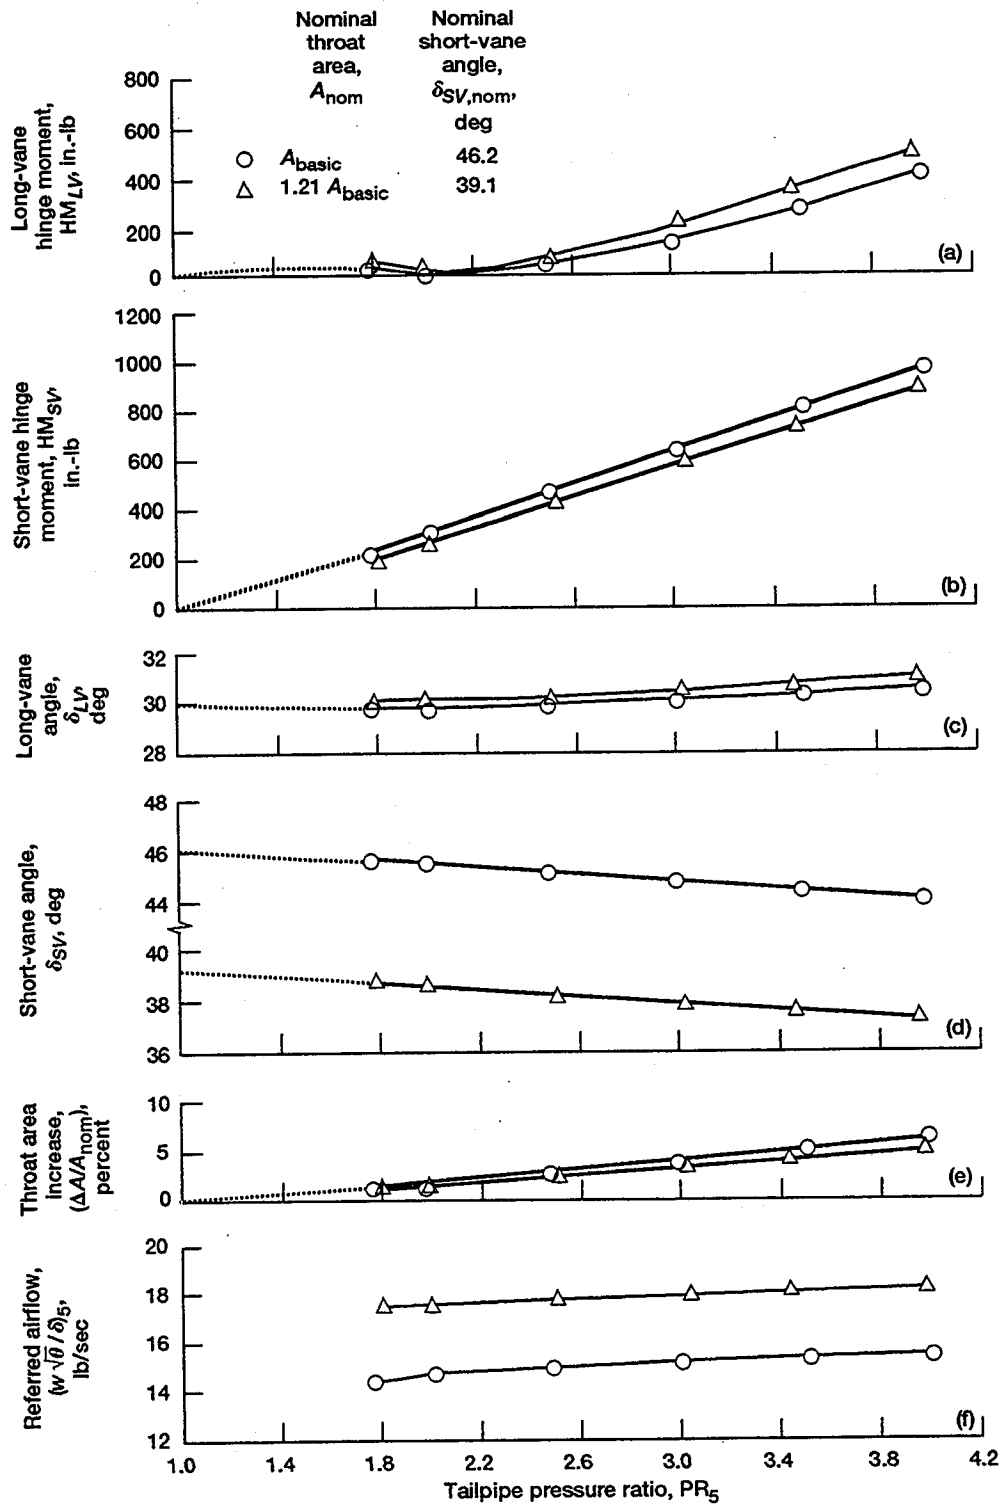 Nominal
throat
area,
A_nom
Nominal
short-vane
angle,
δ_SV,nom,
deg
A_basic 46.2
1.21 A_basic 39.1
Long-vane
hinge moment,
HM_LV, in.-lb
800
600
400
200
0
(a)
Short-vane hinge
moment, HM_SV,
in.-lb
1200
1000
800
600
400
200
0
(b)
Long-vane
angle,
δ_LV,
deg
32
30
28
(c)
Short-vane angle,
δ_SV, deg
48
46
44
40
38
36
(d)
Throat area
increase,
(ΔA/A_nom),
percent
10
5
0
(e)
Referred airflow,
(w √θ / δ)_5,
lb/sec
20
18
16
14
12
(f)
1.0 1.4 1.8 2.2 2.6 3.0 3.4 3.8 4.2
Tailpipe pressure ratio, PR_5